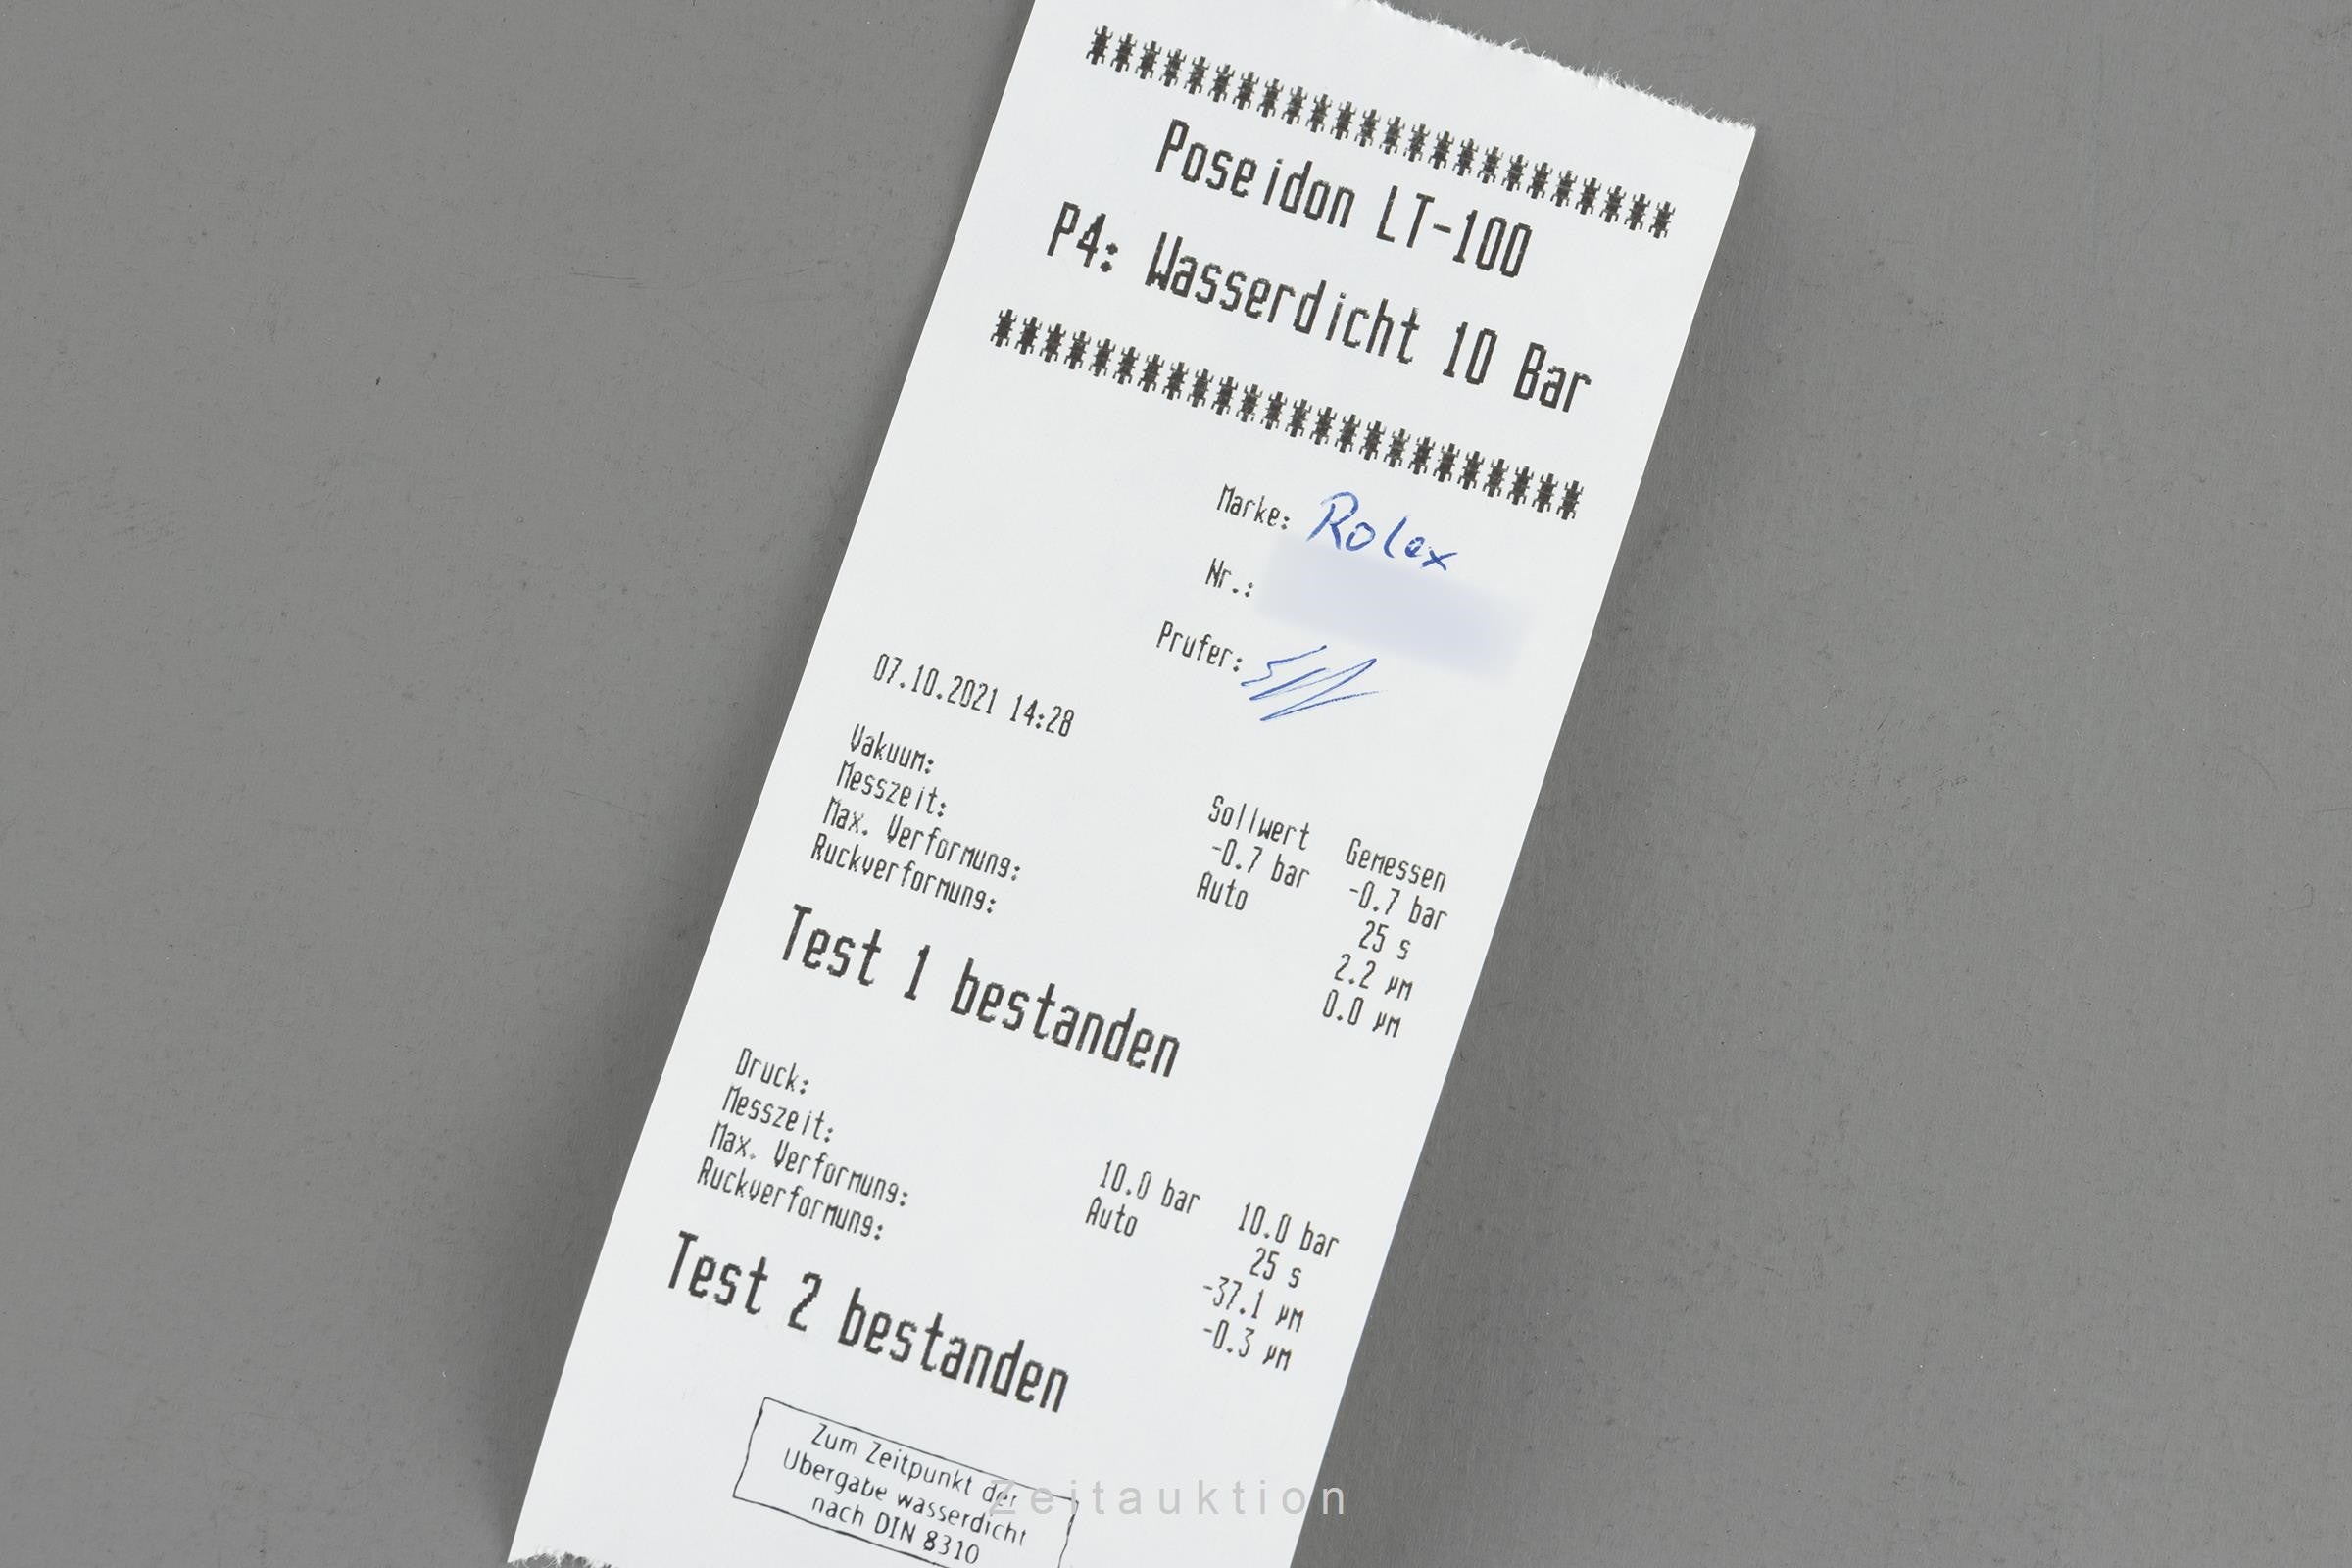 ************************
Poseidon LT-100
P4: Wasserdicht 10 Bar
************************
Marke: Rolex
Nr.:
Prufer:
07.10.2021 14:28
Sollwert Gemessen
Vakuum: -0.7 bar -0.7 bar
Messzeit: Auto 25 s
Max. Verformung: 2.2 µm
Ruckverformung: 0.0 µm
Test 1 bestanden
Druck: 10.0 bar 10.0 bar
Messzeit: Auto 25 s
Max. Verformung: -37.1 µm
Ruckverformung: -0.3 µm
Test 2 bestanden
Zum Zeitpunkt der
Übergabe wasserdicht
nach DIN 8310
Zeitauktion